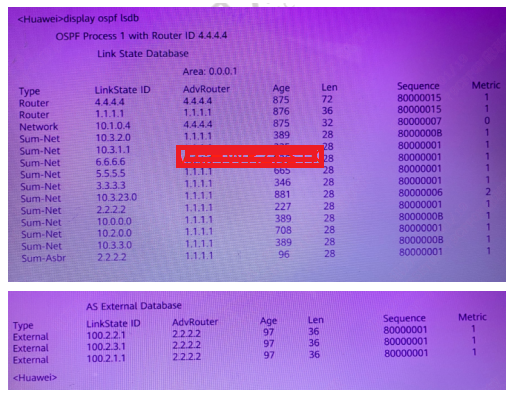 <Huawei>display ospf lsdb
OSPF Process 1 with Router ID 4.4.4.4
Link State Database
Area: 0.0.0.1
Type LinkState ID AdvRouter Age Len Sequence Metric
Router 4.4.4.4 4.4.4.4 875 72 80000015 1
Router 1.1.1.1 1.1.1.1 876 36 80000015 1
Network 10.1.0.4 4.4.4.4 875 32 80000007 0
Sum-Net 10.3.2.0 1.1.1.1 389 28 8000000B 1
Sum-Net 10.3.1.1 28 80000001 1
Sum-Net 6.6.6.6 28 80000001 1
Sum-Net 5.5.5.5 1.1.1.1 665 28 80000001 1
Sum-Net 3.3.3.3 1.1.1.1 346 28 80000001 1
Sum-Net 10.3.23.0 1.1.1.1 881 28 80000006 2
Sum-Net 2.2.2.2 1.1.1.1 227 28 80000001 1
Sum-Net 10.0.0.0 1.1.1.1 389 28 8000000B 1
Sum-Net 10.2.0.0 1.1.1.1 708 28 80000001 1
Sum-Net 10.3.3.0 1.1.1.1 389 28 8000000B 1
Sum-Asbr 2.2.2.2 1.1.1.1 96 28 80000001 1
AS External Database
Type LinkState ID AdvRouter Age Len Sequence Metric
External 100.2.2.1 2.2.2.2 97 36 80000001 1
External 100.2.3.1 2.2.2.2 97 36 80000001 1
External 100.2.1.1 2.2.2.2 97 36 80000001 1
<Huawei>